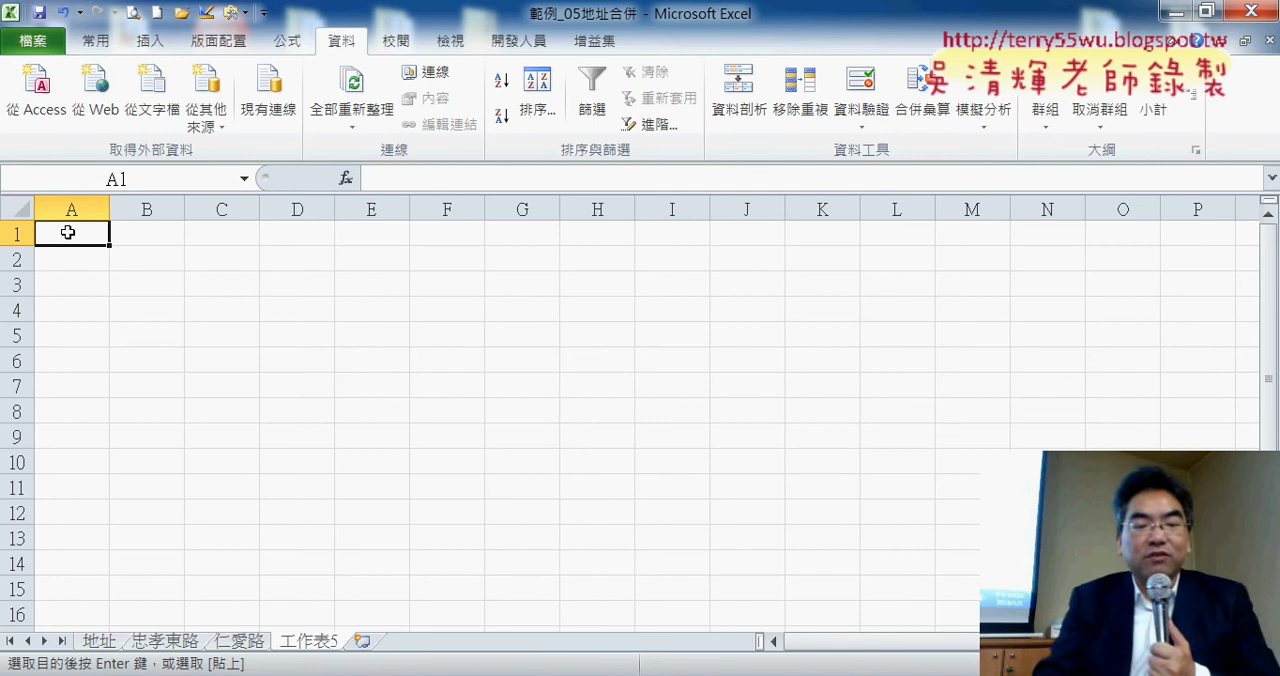 範例_05地址合併 - Microsoft Excel
檔案 常用 插入 版面配置 公式 資料 校閱 檢視 開發人員 增益集
http://terry55wu.blogspot.tw
吳清輝老師錄製
從 Access 從 Web 從文字檔 從其他來源 現有連線
取得外部資料
全部重新整理 連線 內容 編輯連結
連線
排序... 篩選 清除 重新套用 進階...
排序與篩選
資料剖析 移除重複 資料驗證 合併彙算 模擬分析
資料工具
群組 取消群組 小計
大綱
A1 fx
A B C D E F G H I J K L M N O P
1
2
3
4
5
6
7
8
9
10
11
12
13
14
15
16
地址 忠孝東路 仁愛路 工作表5
選取目的後按 Enter 鍵，或選取 [貼上]